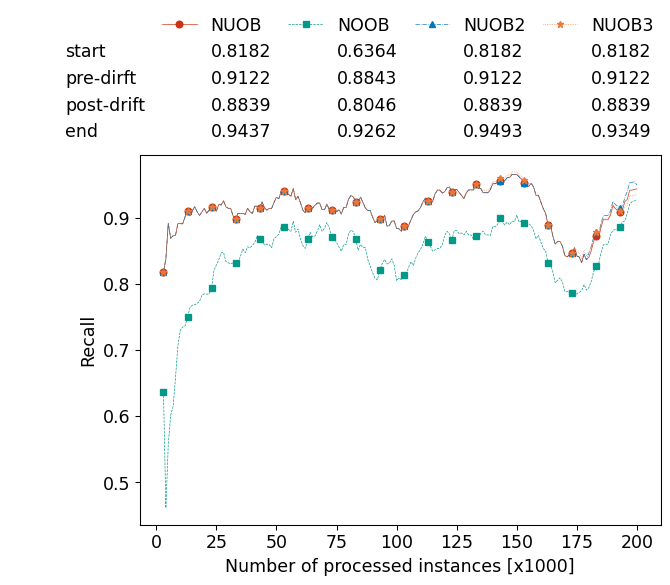 NUOB NOOB NUOB2 NUOB3
start 0.8182 0.6364 0.8182 0.8182
pre-dirft 0.9122 0.8843 0.9122 0.9122
post-drift 0.8839 0.8046 0.8839 0.8839
end 0.9437 0.9262 0.9493 0.9349
0.9
0.8
0.7
0.6
0.5
Recall
0 25 50 75 100 125 150 175 200
Number of processed instances [x1000]